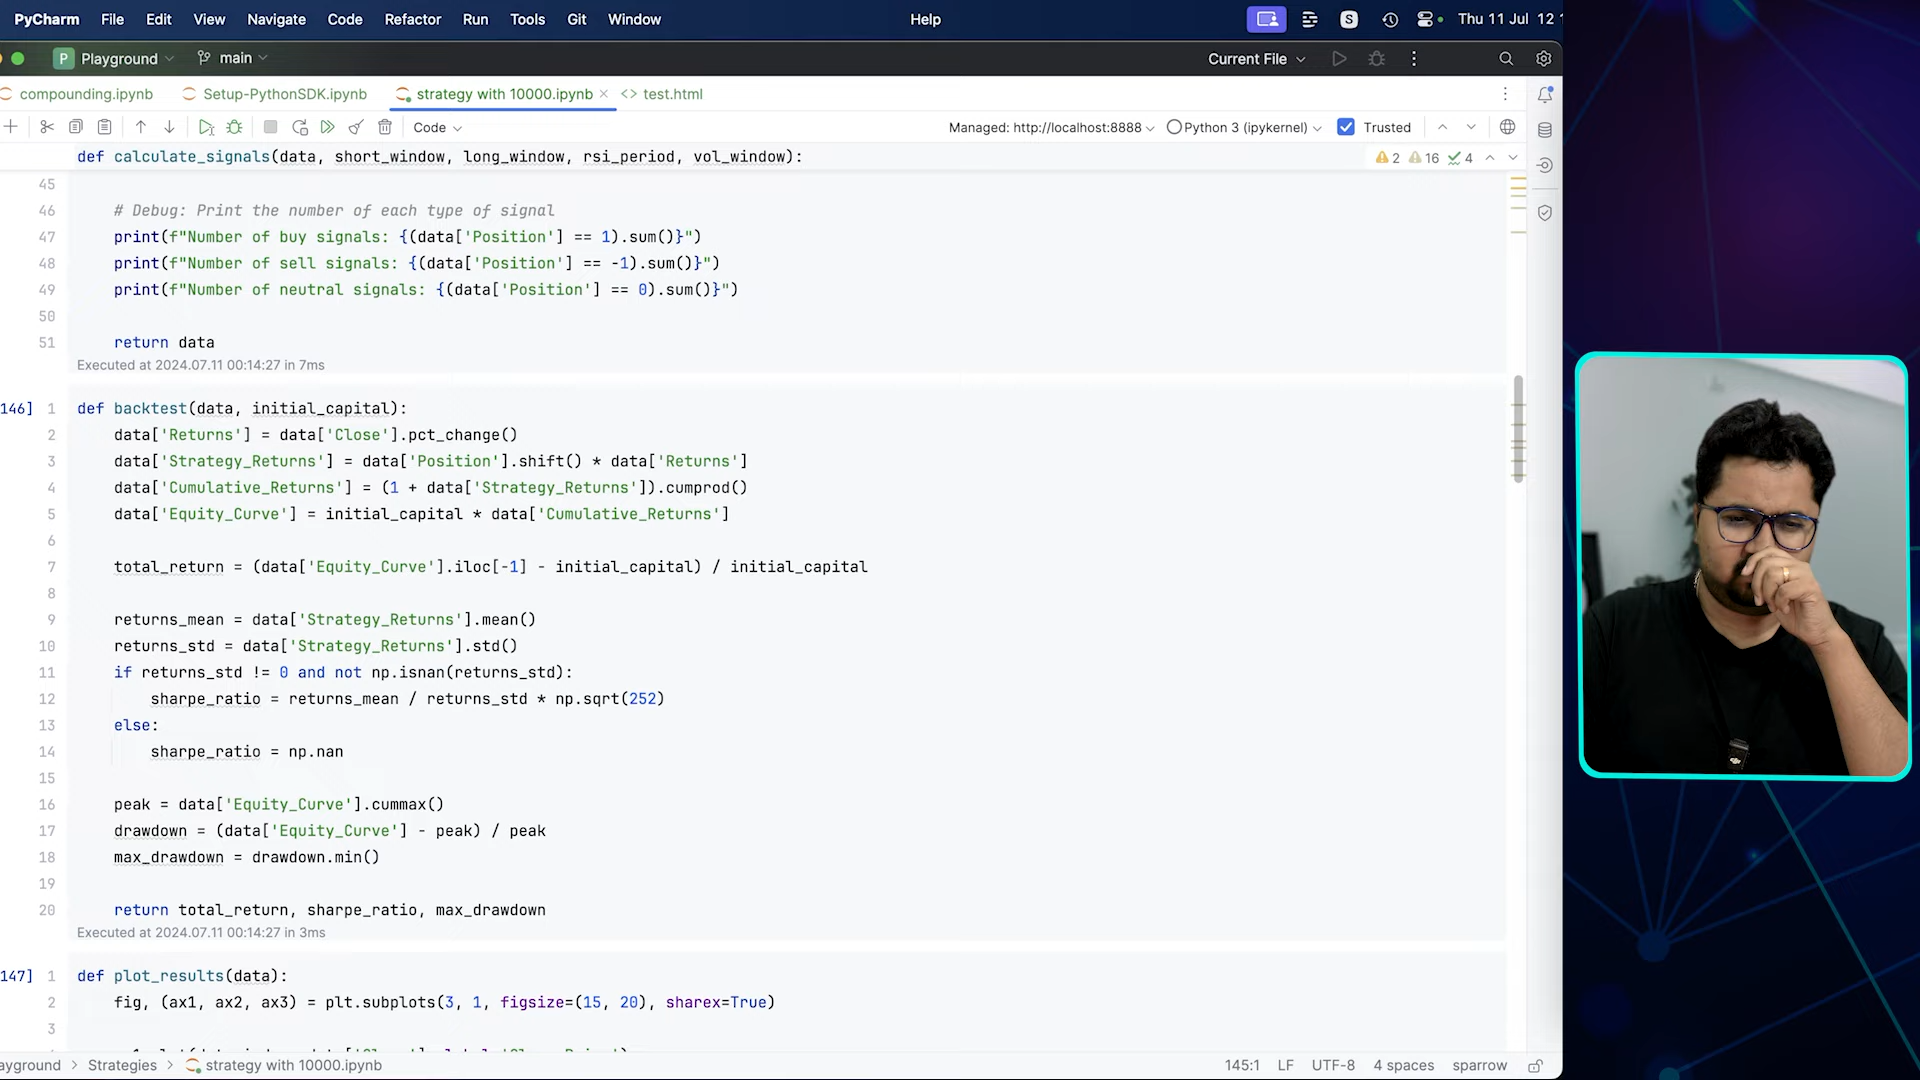 PyCharm File Edit View Navigate Code Refactor Run Tools Git Window Help S Thu 11 Jul 12
P Playground main Current File
compounding.ipynb Setup-PythonSDK.ipynb strategy with 10000.ipynb <> test.html
Code Managed: http://localhost:8888 Python 3 (ipykernel) Trusted
def calculate_signals(data, short_window, long_window, rsi_period, vol_window): 2 16 4
45
46 # Debug: Print the number of each type of signal
47 print(f"Number of buy signals: {(data['Position'] == 1).sum()}")
48 print(f"Number of sell signals: {(data['Position'] == -1).sum()}")
49 print(f"Number of neutral signals: {(data['Position'] == 0).sum()}")
50
51 return data
Executed at 2024.07.11 00:14:27 in 7ms
146] 1 def backtest(data, initial_capital):
2 data['Returns'] = data['Close'].pct_change()
3 data['Strategy_Returns'] = data['Position'].shift() * data['Returns']
4 data['Cumulative_Returns'] = (1 + data['Strategy_Returns']).cumprod()
5 data['Equity_Curve'] = initial_capital * data['Cumulative_Returns']
6
7 total_return = (data['Equity_Curve'].iloc[-1] - initial_capital) / initial_capital
8
9 returns_mean = data['Strategy_Returns'].mean()
10 returns_std = data['Strategy_Returns'].std()
11 if returns_std != 0 and not np.isnan(returns_std):
12 sharpe_ratio = returns_mean / returns_std * np.sqrt(252)
13 else:
14 sharpe_ratio = np.nan
15
16 peak = data['Equity_Curve'].cummax()
17 drawdown = (data['Equity_Curve'] - peak) / peak
18 max_drawdown = drawdown.min()
19
20 return total_return, sharpe_ratio, max_drawdown
Executed at 2024.07.11 00:14:27 in 3ms
147] 1 def plot_results(data):
2 fig, (ax1, ax2, ax3) = plt.subplots(3, 1, figsize=(15, 20), sharex=True)
3
ayground > Strategies > strategy with 10000.ipynb 145:1 LF UTF-8 4 spaces sparrow